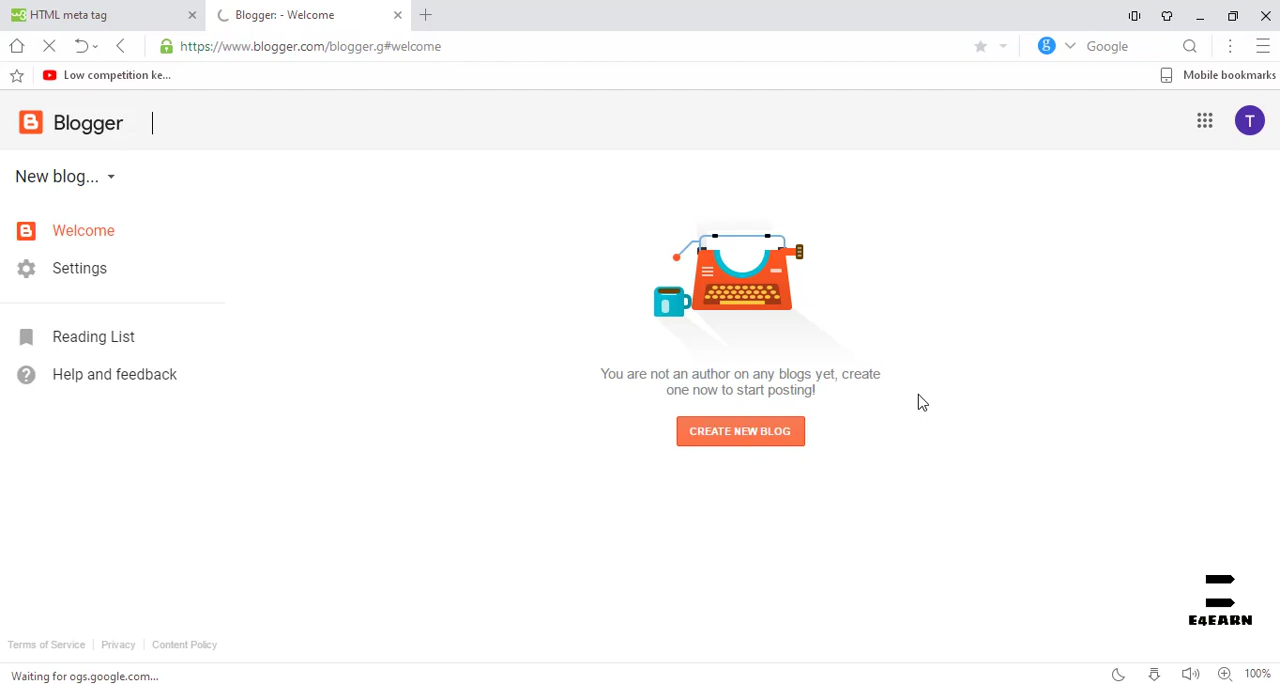 HTML meta tag
Blogger: - Welcome
https://www.blogger.com/blogger.g#welcome
Google
Low competition ke...
Mobile bookmarks
Blogger
T
New blog...
Welcome
Settings
Reading List
Help and feedback
You are not an author on any blogs yet, create
one now to start posting!
CREATE NEW BLOG
E4EARN
Terms of Service
Privacy
Content Policy
Waiting for ogs.google.com...
100%